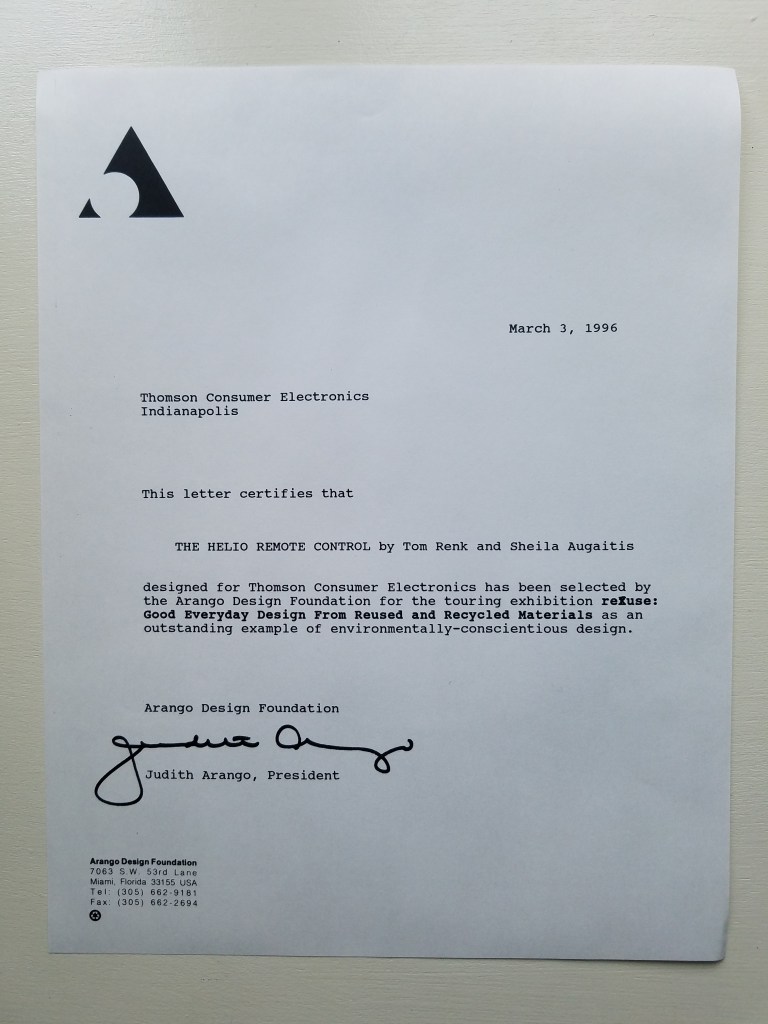 March 3, 1996
Thomson Consumer Electronics
Indianapolis
This letter certifies that
THE HELIO REMOTE CONTROL by Tom Renk and Sheila Augaitis
designed for Thomson Consumer Electronics has been selected by
the Arango Design Foundation for the touring exhibition refuse:
Good Everyday Design From Reused and Recycled Materials as an
outstanding example of environmentally-conscientious design.
Arango Design Foundation
Judith Arango
Judith Arango, President
Arango Design Foundation
7063 S.W. 53rd Lane
Miami, Florida 33155 USA
Tel: (305) 662-9181
Fax: (305) 662-2694